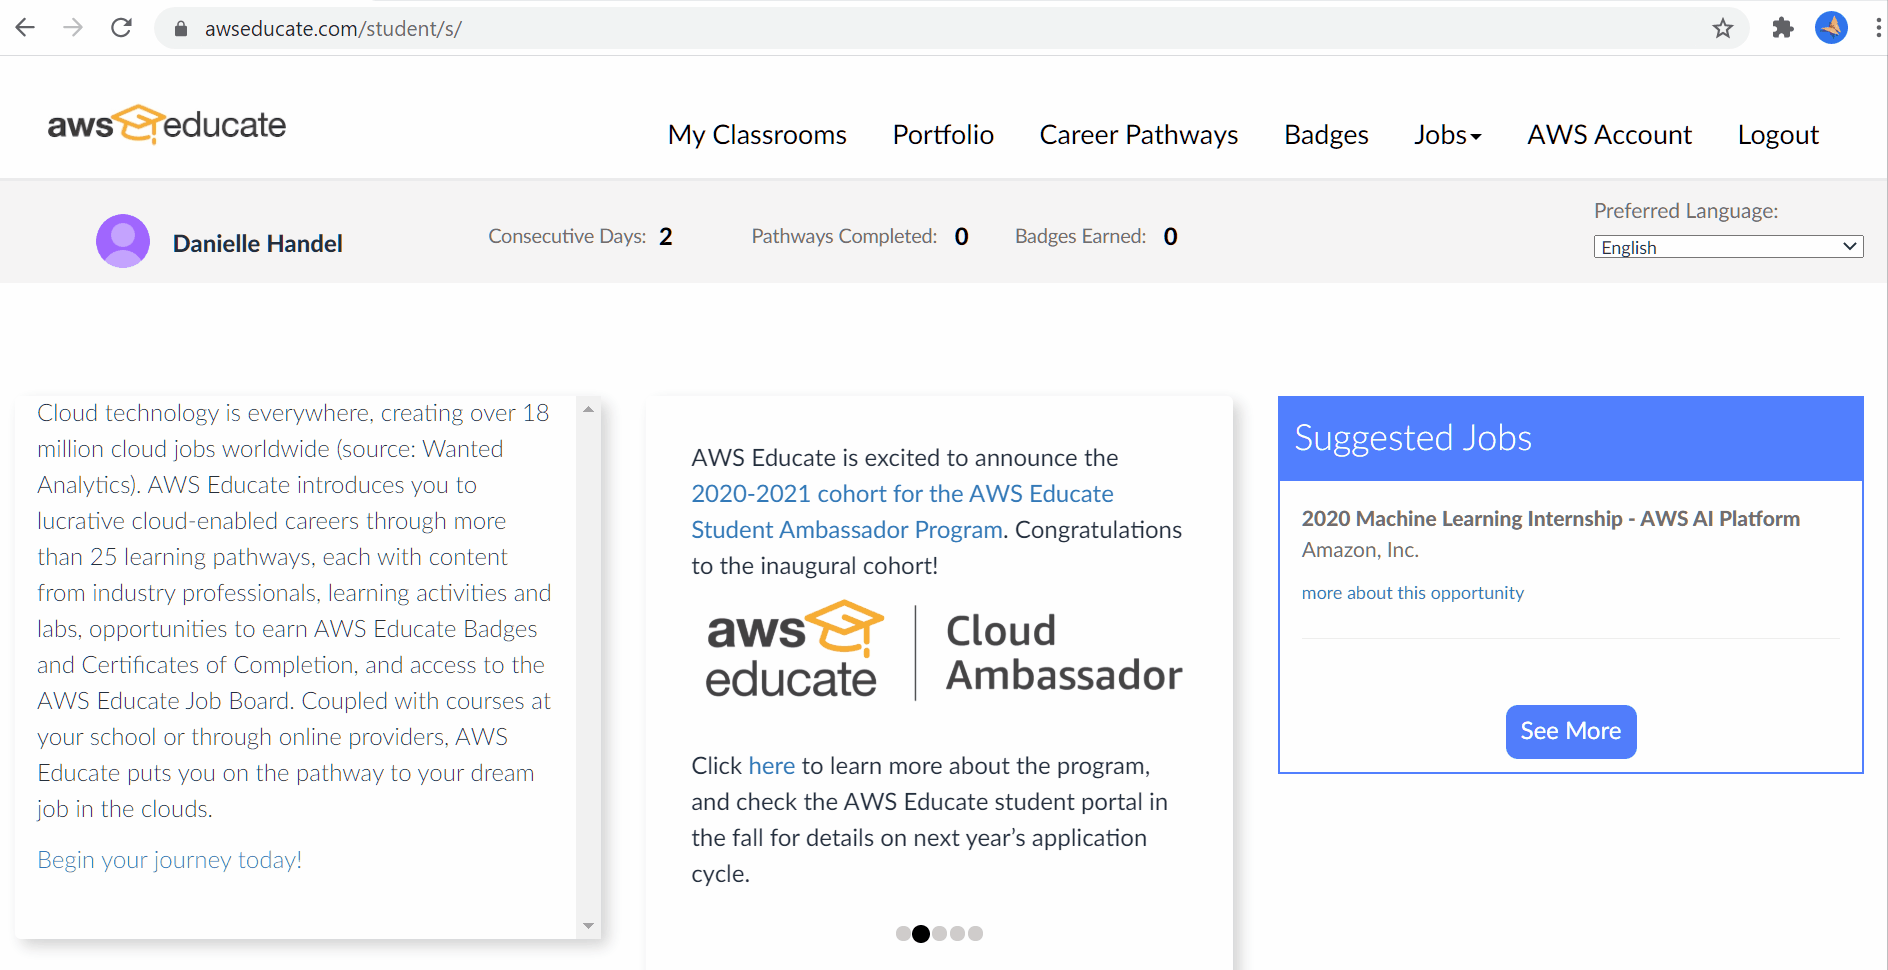 awseducate.com/student/s/
aws educate
My Classrooms Portfolio Career Pathways Badges Jobs AWS Account Logout
Danielle Handel
Consecutive Days: 2
Pathways Completed: 0
Badges Earned: 0
Preferred Language:
English
Cloud technology is everywhere, creating over 18
million cloud jobs worldwide (source: Wanted
Analytics). AWS Educate introduces you to
lucrative cloud-enabled careers through more
than 25 learning pathways, each with content
from industry professionals, learning activities and
labs, opportunities to earn AWS Educate Badges
and Certificates of Completion, and access to the
AWS Educate Job Board. Coupled with courses at
your school or through online providers, AWS
Educate puts you on the pathway to your dream
job in the clouds.
Begin your journey today!
AWS Educate is excited to announce the
2020-2021 cohort for the AWS Educate
Student Ambassador Program. Congratulations
to the inaugural cohort!
aws
educate
Cloud
Ambassador
Click here to learn more about the program,
and check the AWS Educate student portal in
the fall for details on next year’s application
cycle.
Suggested Jobs
2020 Machine Learning Internship - AWS AI Platform
Amazon, Inc.
more about this opportunity
See More